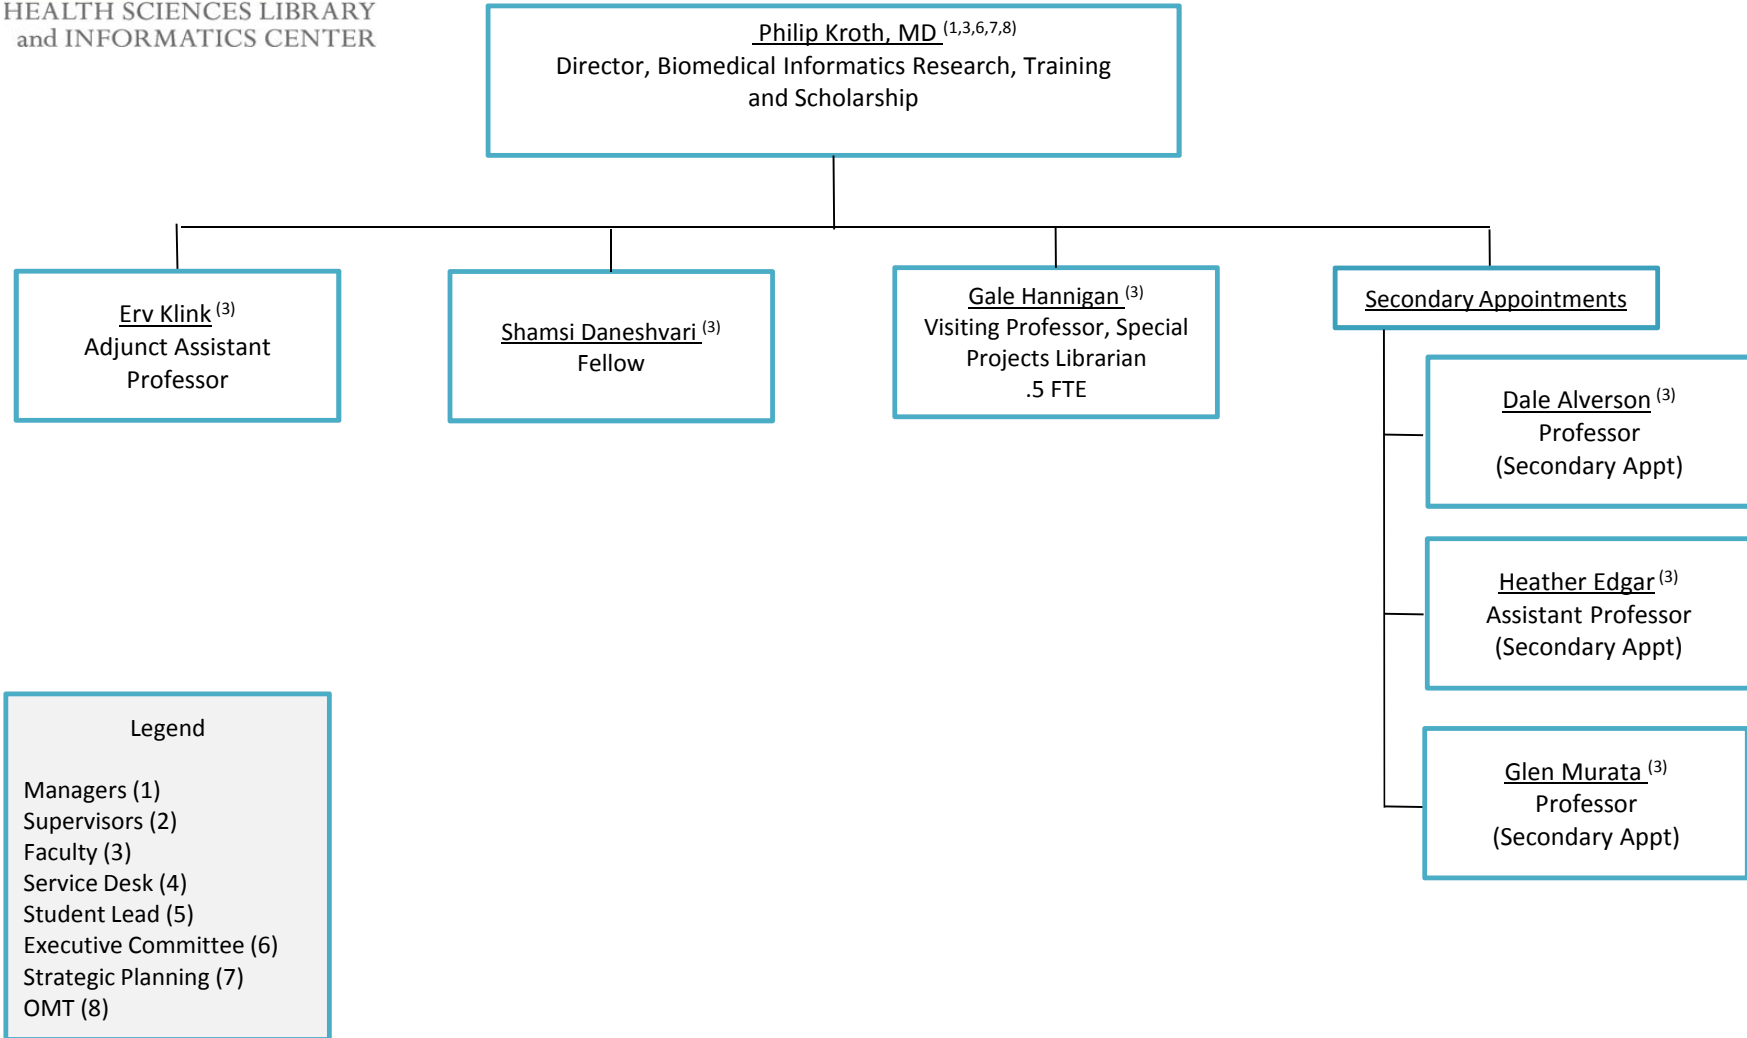 HEALTH SCIENCES LIBRARY
and INFORMATICS CENTER
Philip Kroth, MD (1,3,6,7,8)
Director, Biomedical Informatics Research, Training
and Scholarship
Erv Klink (3)
Adjunct Assistant
Professor
Shamsi Daneshvari (3)
Fellow
Gale Hannigan (3)
Visiting Professor, Special
Projects Librarian
.5 FTE
Secondary Appointments
Dale Alverson (3)
Professor
(Secondary Appt)
Heather Edgar (3)
Assistant Professor
(Secondary Appt)
Glen Murata (3)
Professor
(Secondary Appt)
Legend
Managers (1)
Supervisors (2)
Faculty (3)
Service Desk (4)
Student Lead (5)
Executive Committee (6)
Strategic Planning (7)
OMT (8)